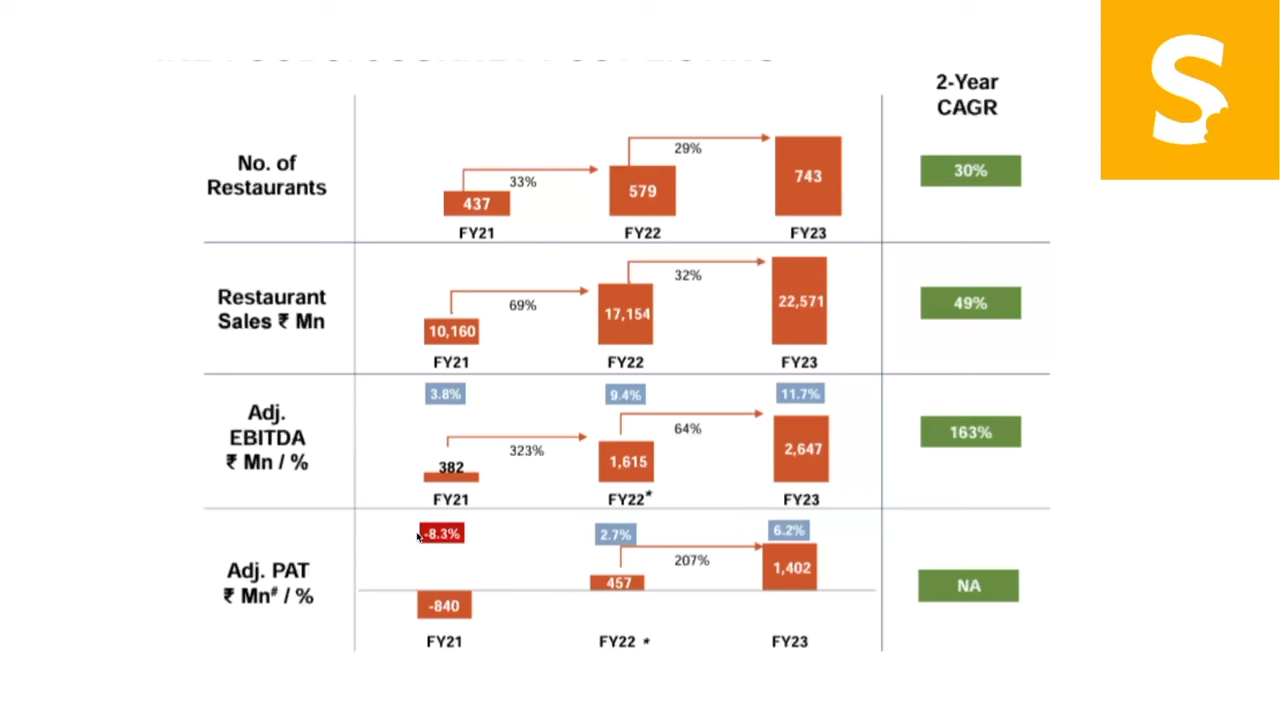 2-Year
CAGR
No. of
Restaurants
437
33%
579
29%
743
30%
FY21
FY22
FY23
Restaurant
Sales ₹ Mn
10,160
69%
17,154
32%
22,571
49%
FY21
FY22
FY23
3.8%
9.4%
11.7%
Adj.
EBITDA
₹ Mn / %
382
323%
1,615
64%
2,647
163%
FY21
FY22*
FY23
-8.3%
2.7%
6.2%
Adj. PAT
₹ Mn# / %
-840
457
207%
1,402
NA
FY21
FY22 *
FY23
S